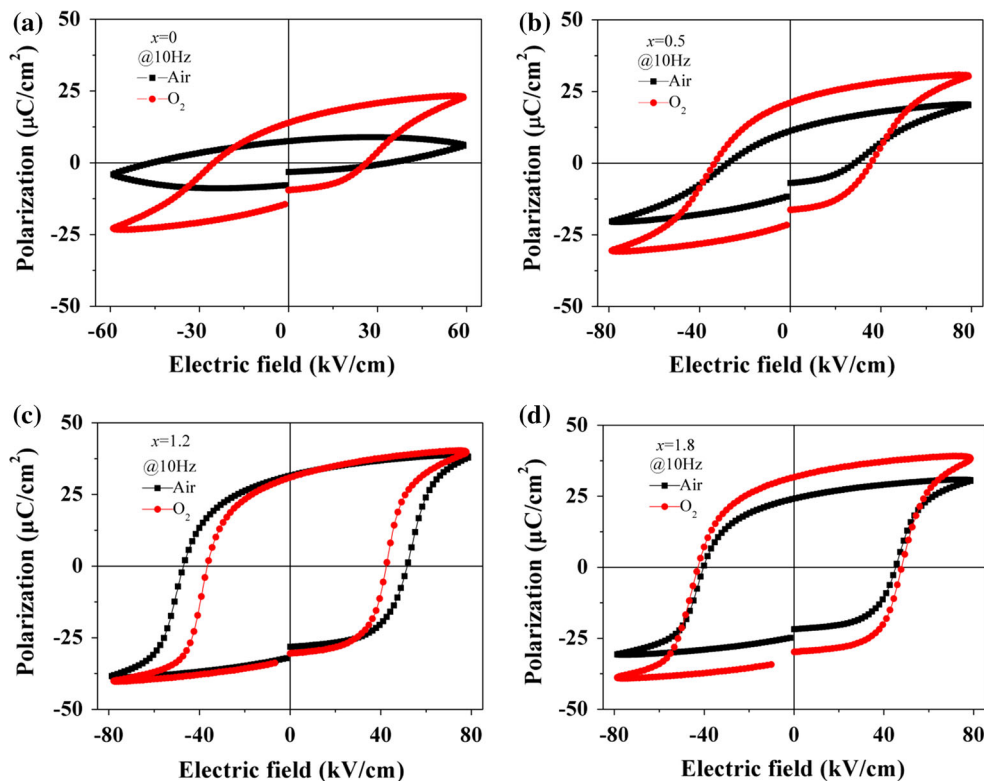 (a)
50
25
0
-25
-50
Polarization (μC/cm²)
x=0
@10Hz
Air
O₂
-60 -30 0 30 60
Electric field (kV/cm)
(b)
50
25
0
-25
-50
Polarization (μC/cm²)
x=0.5
@10Hz
Air
O₂
-80 -40 0 40 80
Electric field (kV/cm)
(c)
50
25
0
-25
-50
Polarization (μC/cm²)
x=1.2
@10Hz
Air
O₂
-80 -40 0 40 80
Electric field (kV/cm)
(d)
50
25
0
-25
-50
Polarization (μC/cm²)
x=1.8
@10Hz
Air
O₂
-80 -40 0 40 80
Electric field (kV/cm)